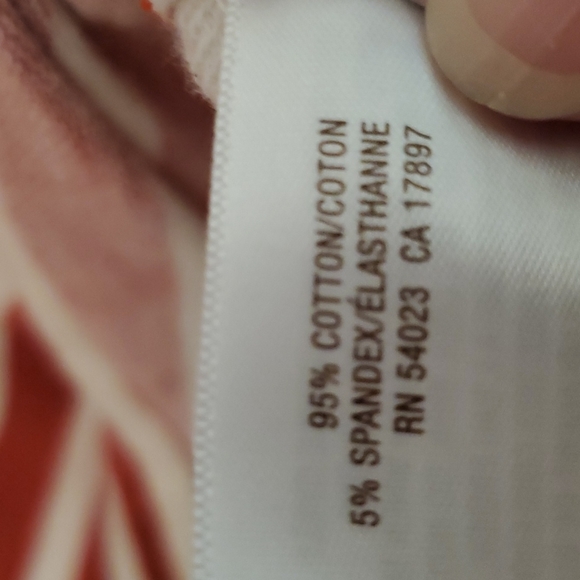 95% COTTON/COTON
5% SPANDEX/ÉLASTHANNE
RN 54023 CA 17897